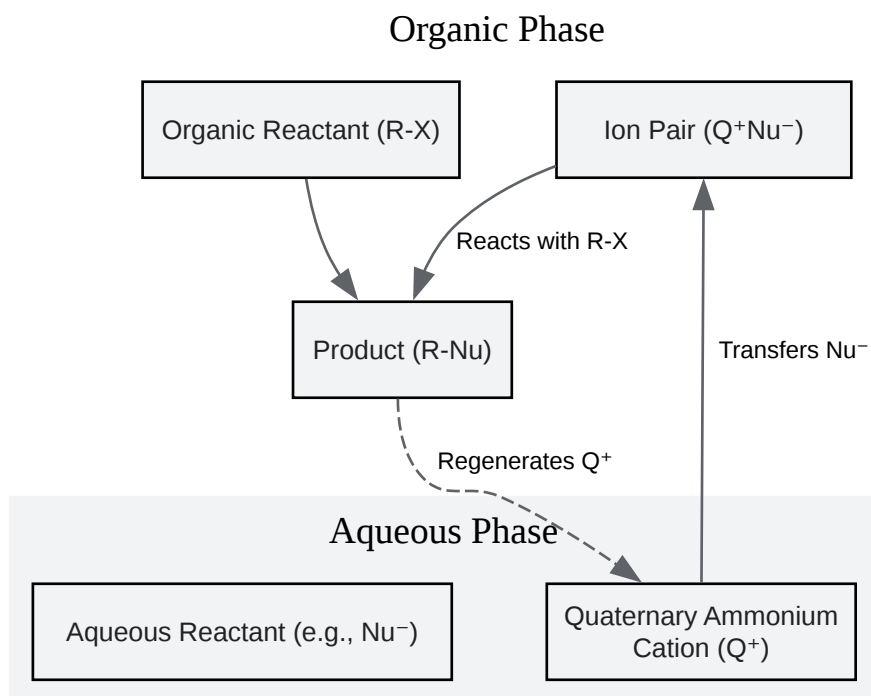 Organic Phase
Organic Reactant (R-X)
Ion Pair (Q⁺Nu⁻)
Reacts with R-X
Product (R-Nu)
Transfers Nu⁻
Regenerates Q⁺
Aqueous Phase
Aqueous Reactant (e.g., Nu⁻)
Quaternary Ammonium
Cation (Q⁺)